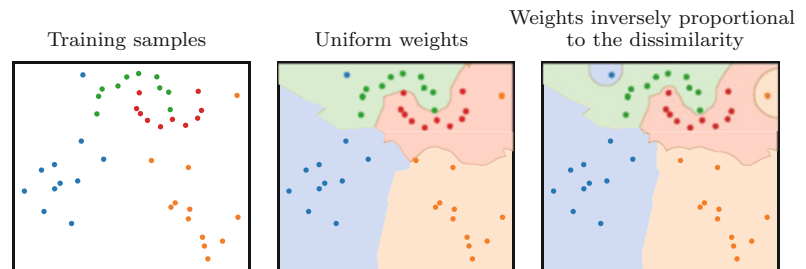 Training samples
Uniform weights
Weights inversely proportional
to the dissimilarity